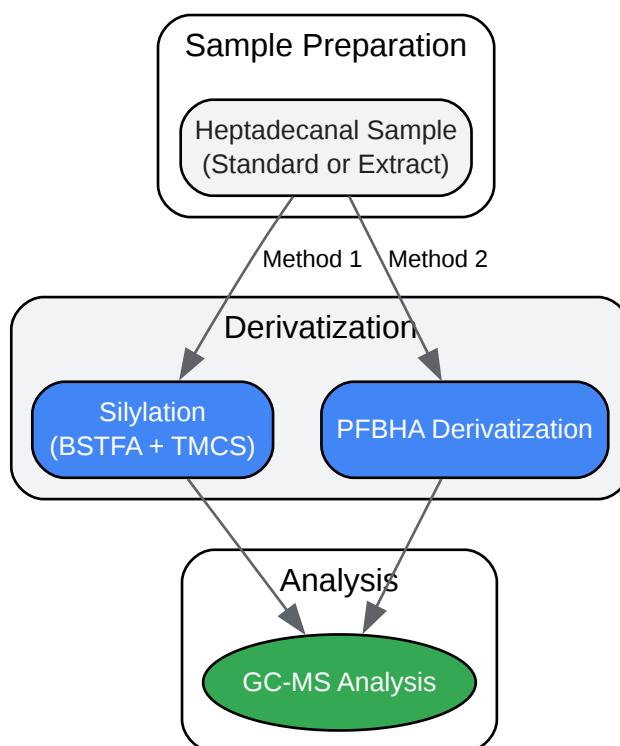 Sample Preparation
Heptadecanal Sample
(Standard or Extract)
Method 1
Method 2
Derivatization
Silylation
(BSTFA + TMCS)
PFBHA Derivatization
Analysis
GC-MS Analysis